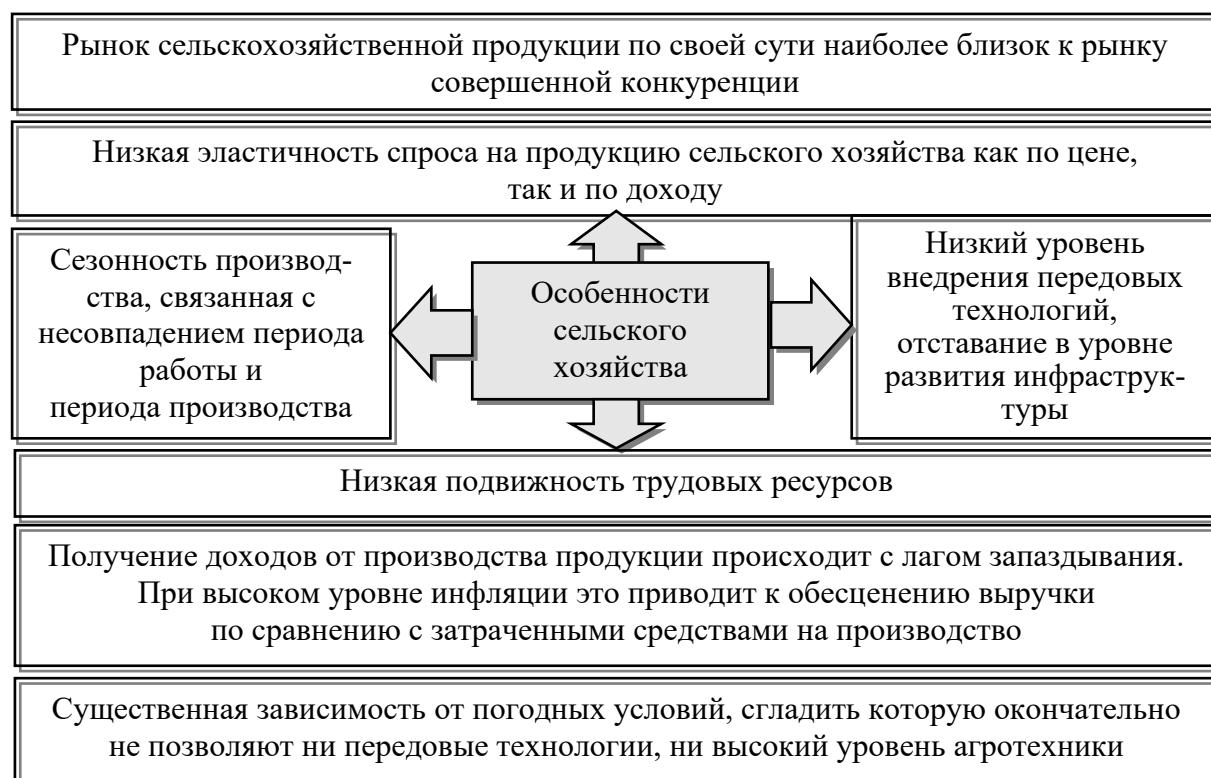 Рынок сельскохозяйственной продукции по своей сути наиболее близок к рынку
совершенной конкуренции
Низкая эластичность спроса на продукцию сельского хозяйства как по цене,
так и по доходу
Сезонность производ-
ства, связанная с
несовпадением периода
работы и
периода производства
Особенности
сельского
хозяйства
Низкий уровень
внедрения передовых
технологий,
отставание в уровне
развития инфраструк-
туры
Низкая подвижность трудовых ресурсов
Получение доходов от производства продукции происходит с лагом запаздывания.
При высоком уровне инфляции это приводит к обесценению выручки
по сравнению с затраченными средствами на производство
Существенная зависимость от погодных условий, сгладить которую окончательно
не позволяют ни передовые технологии, ни высокий уровень агротехники